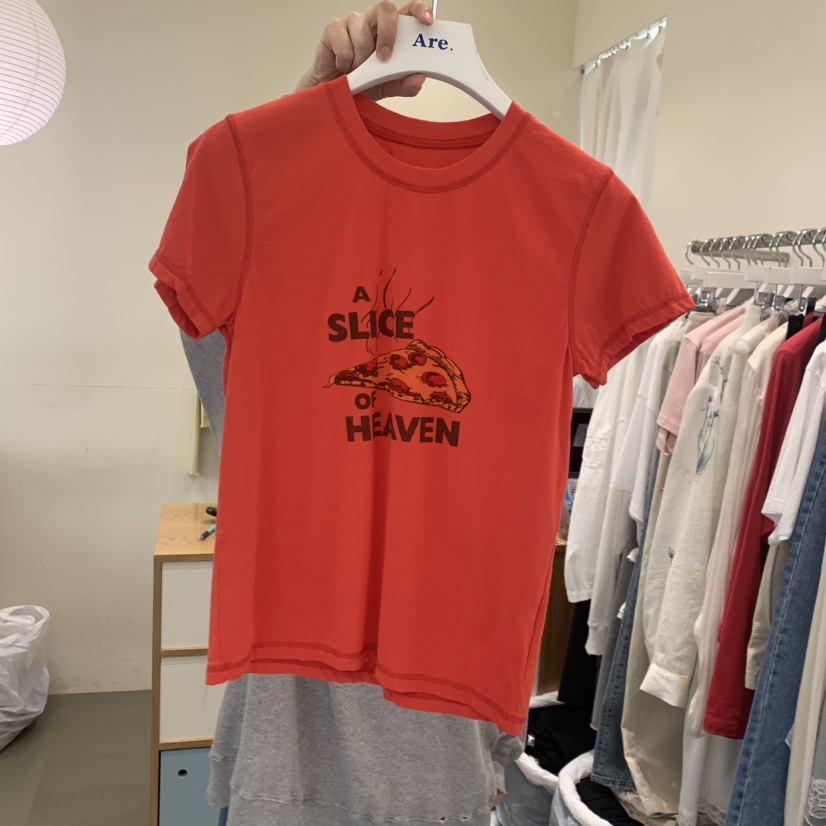 Are.
A
SLICE
OF
HEAVEN